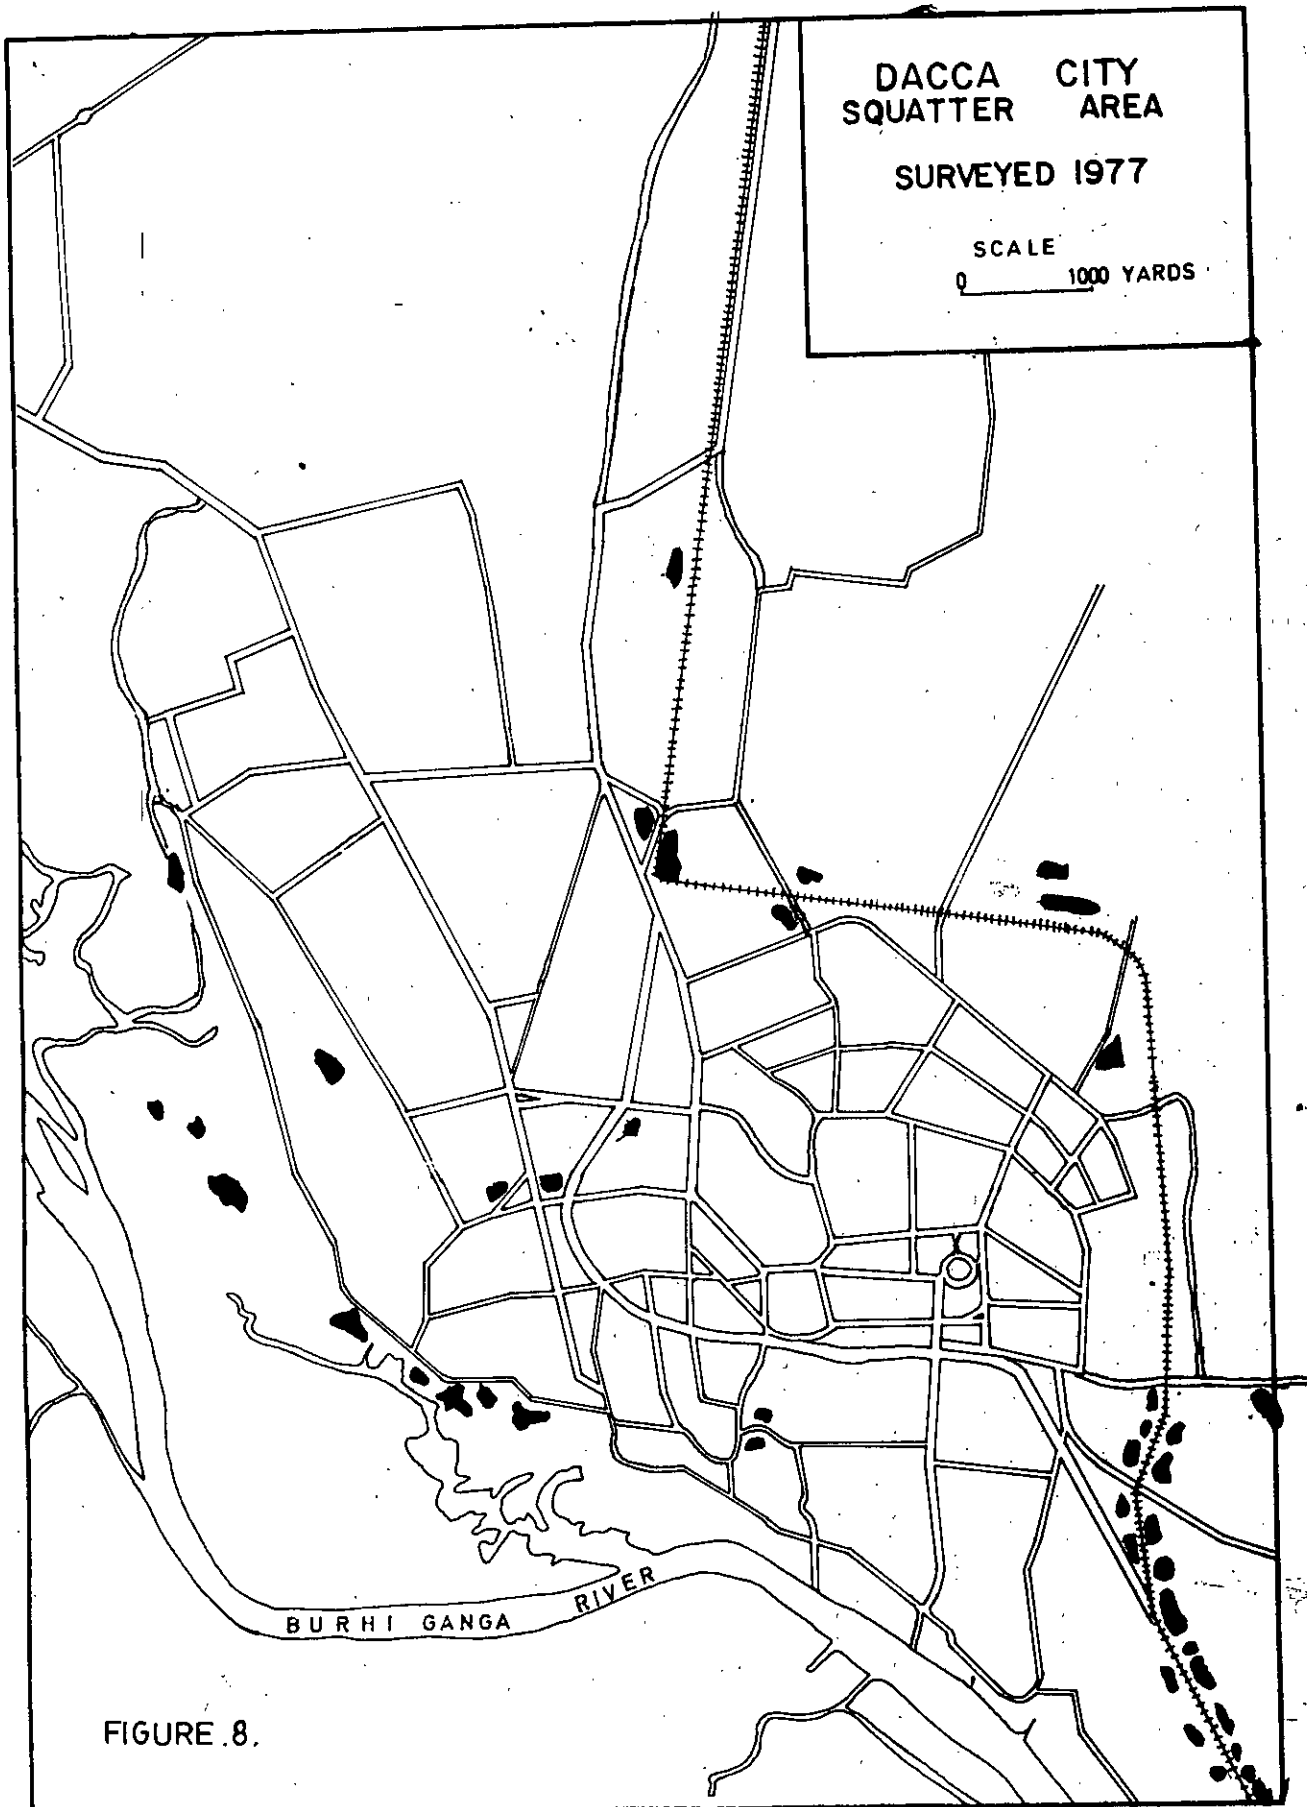 DACCA CITY
SQUATTER AREA
SURVEYED 1977
SCALE
0 1000 YARDS
BURHI GANGA RIVER
FIGURE.8.